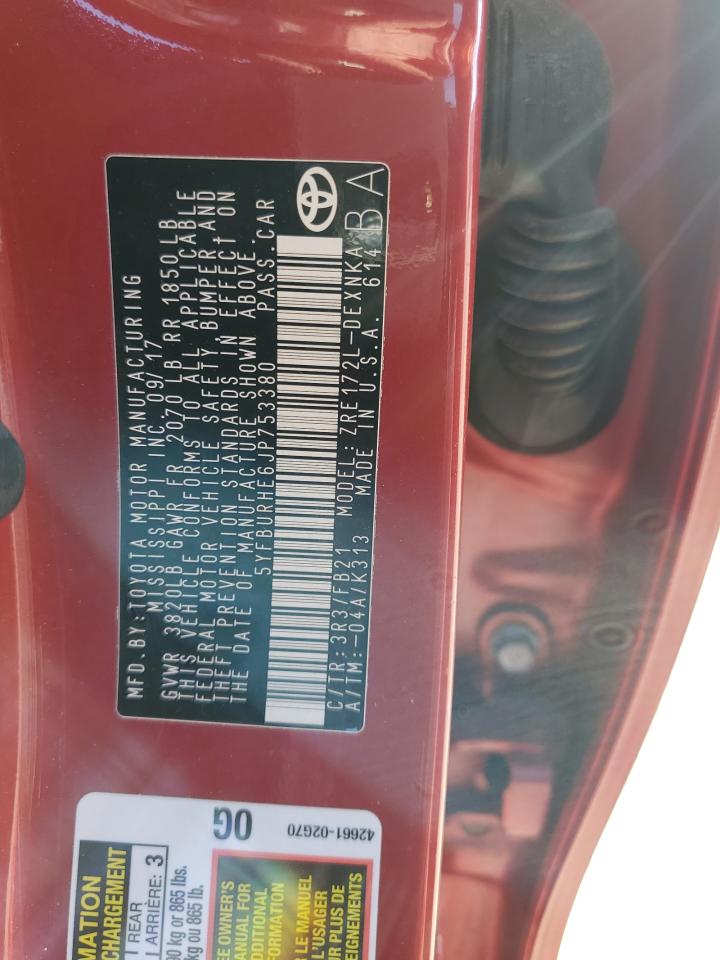 MFD.BY:TOYOTA MOTOR MANUFACTURING
MISSISSIPPI INC. 09/17
GVWR 3820LB GAWR FR 2070 LB RR 1850LB
THIS VEHICLE CONFORMS TO ALL APPLICABLE
FEDERAL MOTOR VEHICLE SAFETY, BUMPER, AND
THEFT PREVENTION STANDARDS IN EFFECT ON
THE DATE OF MANUFACTURE SHOWN ABOVE.
5YFBURHE6JP753380 PASS.CAR
C/TR:3R3/FB21 MODEL:ZRE172L-DEXNKA
A/TM:-04A/K313 MADE IN U.S.A. 614
BA
MATION
CHARGEMENT
REAR
ARRIÈRE: 3
kg or 865 lbs.
kg ou 865 lb.
OG
OWNER'S
MANUAL FOR
ADDITIONAL
LE MANUEL
L'USAGER
PLUS DE
42661-02G70